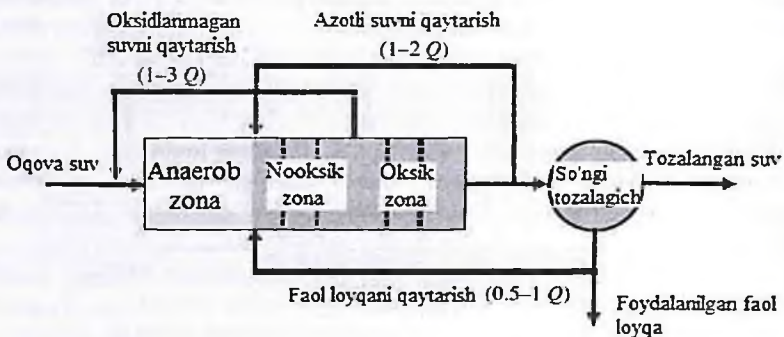 Oksidlanmagan
suvni qaytarish
(1–3 Q)
Azotli suvni qaytarish
(1–2 Q)
Oqova suv
Anaerob
zona
Nooksik
zona
Oksik
zona
So'ngi
tozalagich
Tozalangan suv
Faol loyqani qaytarish (0.5–1 Q)
Foydalanilgan faol
loyqa